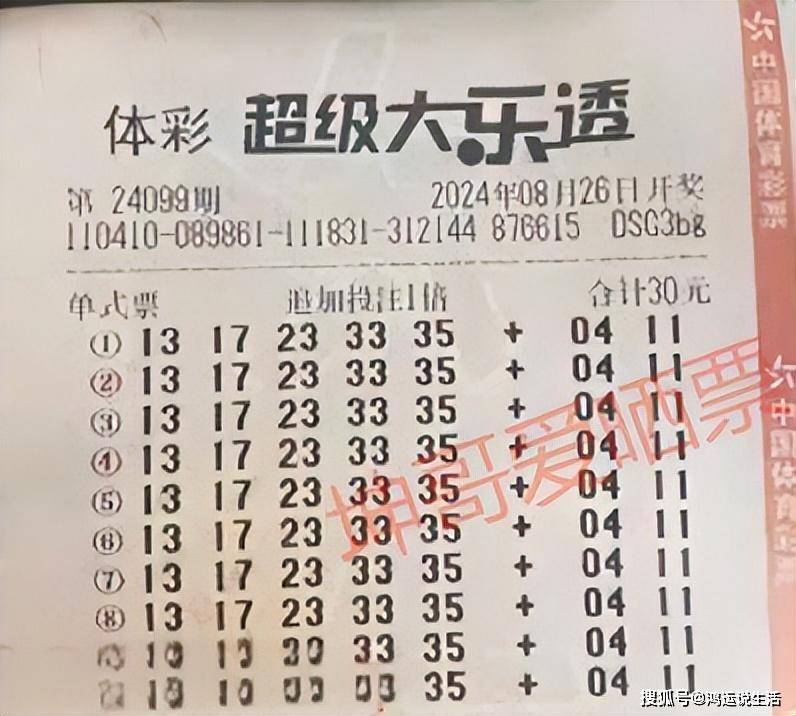 体彩 超级大乐透
第 24099期 2024年08月26日开奖
110410-089861-111831-312144 876615 DSG3bg
单式票 追加投注1倍 合计30元
① 13 17 23 33 35 + 04 11
② 13 17 23 33 35 + 04 11
③ 13 17 23 33 35 + 04 11
④ 13 17 23 33 35 + 04 11
⑤ 13 17 23 33 35 + 04 11
⑥ 13 17 23 33 35 + 04 11
⑦ 13 17 23 33 35 + 04 11
⑧ 13 17 23 33 35 + 04 11
33 35 + 04 11
35 + 04 11
坤哥爱晒票
中国体育彩票
中国体育
搜狐号@鸿运说生活